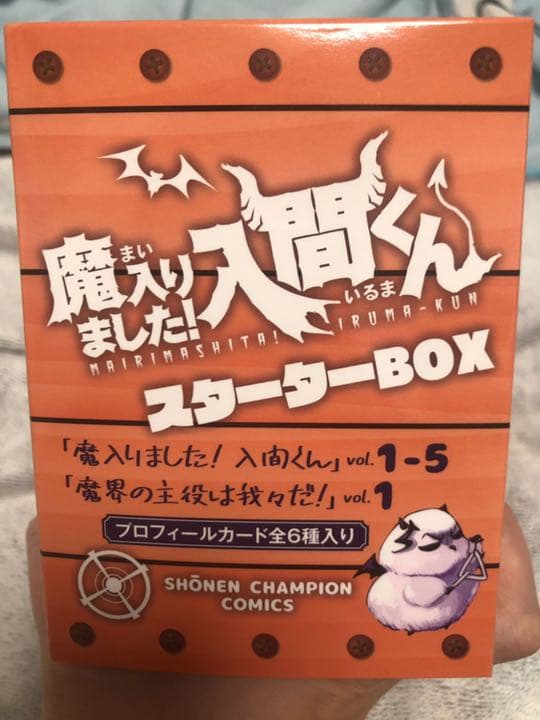 魔入りました!入間くん
まい
いるま
MAIRIMASHITA! IRUMA-KUN
スターターBOX
「魔入りました! 入間くん」vol.1-5
「魔界の主役は我々だ!」vol.1
プロフィールカード全6種入り
SHŌNEN CHAMPION
COMICS